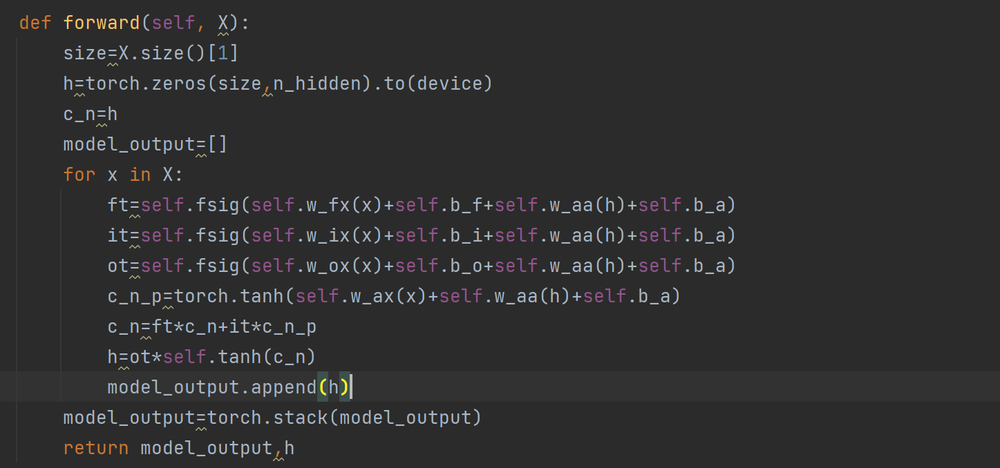 def forward(self, X):
size=X.size()[1]
h=torch.zeros(size,n_hidden).to(device)
c_n=h
model_output=[]
for x in X:
ft=self.fsig(self.w_fx(x)+self.b_f+self.w_aa(h)+self.b_a)
it=self.fsig(self.w_ix(x)+self.b_i+self.w_aa(h)+self.b_a)
ot=self.fsig(self.w_ox(x)+self.b_o+self.w_aa(h)+self.b_a)
c_n_p=torch.tanh(self.w_ax(x)+self.w_aa(h)+self.b_a)
c_n=ft*c_n+it*c_n_p
h=ot*self.tanh(c_n)
model_output.append(h)
model_output=torch.stack(model_output)
return model_output,h